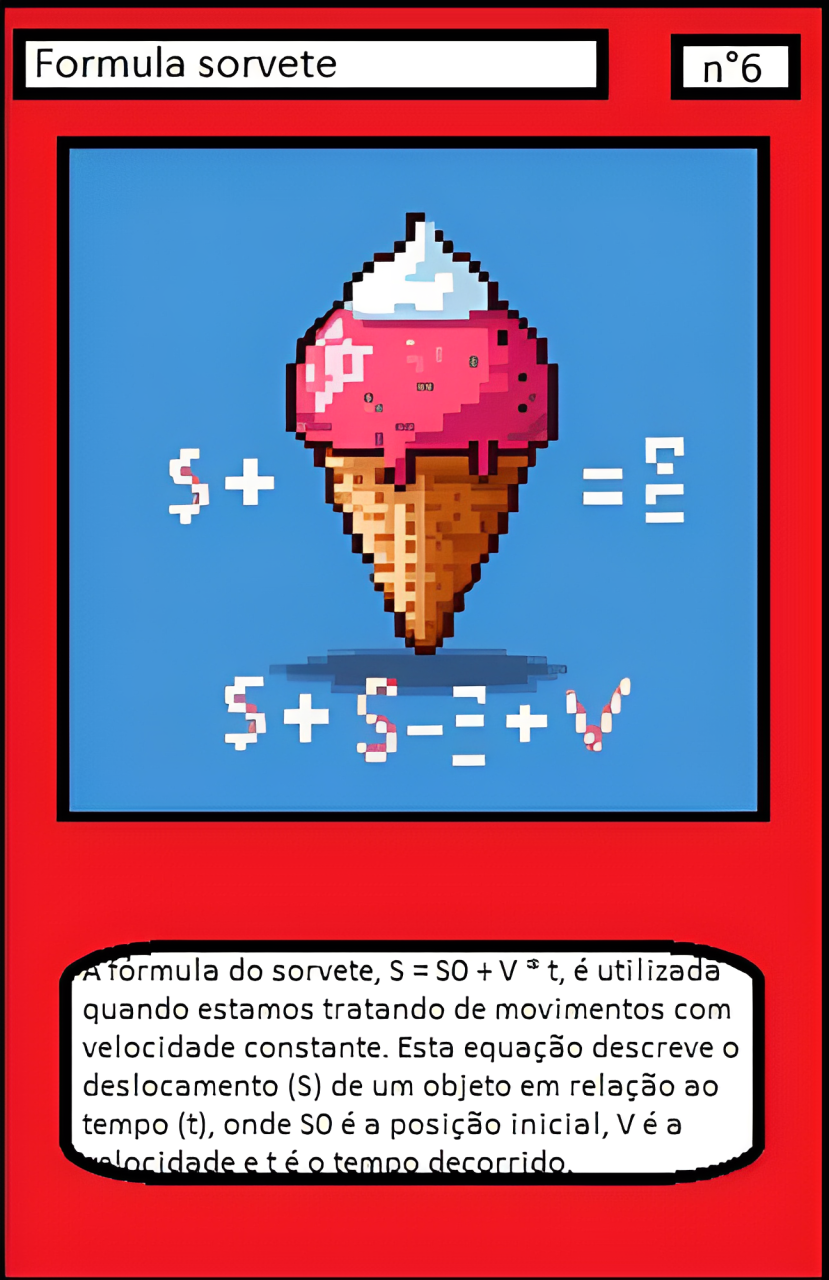 Formula sorvete
n°6
S+ =
S+S-Ξ+V
A fórmula do sorvete, S = S0 + V * t, é utilizada
quando estamos tratando de movimentos com
velocidade constante. Esta equação descreve o
deslocamento (S) de um objeto em relação ao
tempo (t), onde S0 é a posição inicial, V é a
velocidade e t é o tempo decorrido.